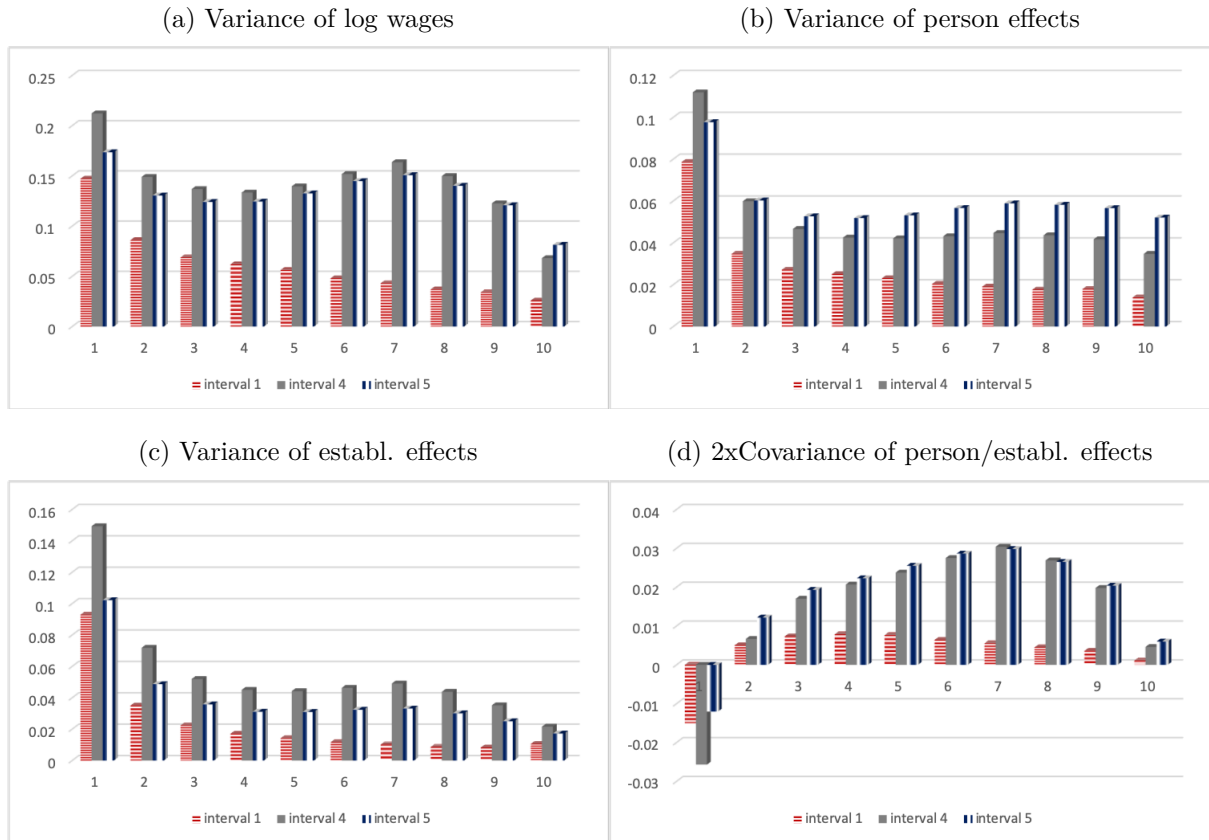 (a) Variance of log wages
0.25
0.2
0.15
0.1
0.05
0
1 2 3 4 5 6 7 8 9 10
interval 1 interval 4 interval 5
(b) Variance of person effects
0.12
0.1
0.08
0.06
0.04
0.02
0
1 2 3 4 5 6 7 8 9 10
interval 1 interval 4 interval 5
(c) Variance of establ. effects
0.16
0.14
0.12
0.1
0.08
0.06
0.04
0.02
0
1 2 3 4 5 6 7 8 9 10
interval 1 interval 4 interval 5
(d) 2xCovariance of person/establ. effects
0.04
0.03
0.02
0.01
0
1 2 3 4 5 6 7 8 9 10
-0.01
-0.02
-0.03
interval 1 interval 4 interval 5